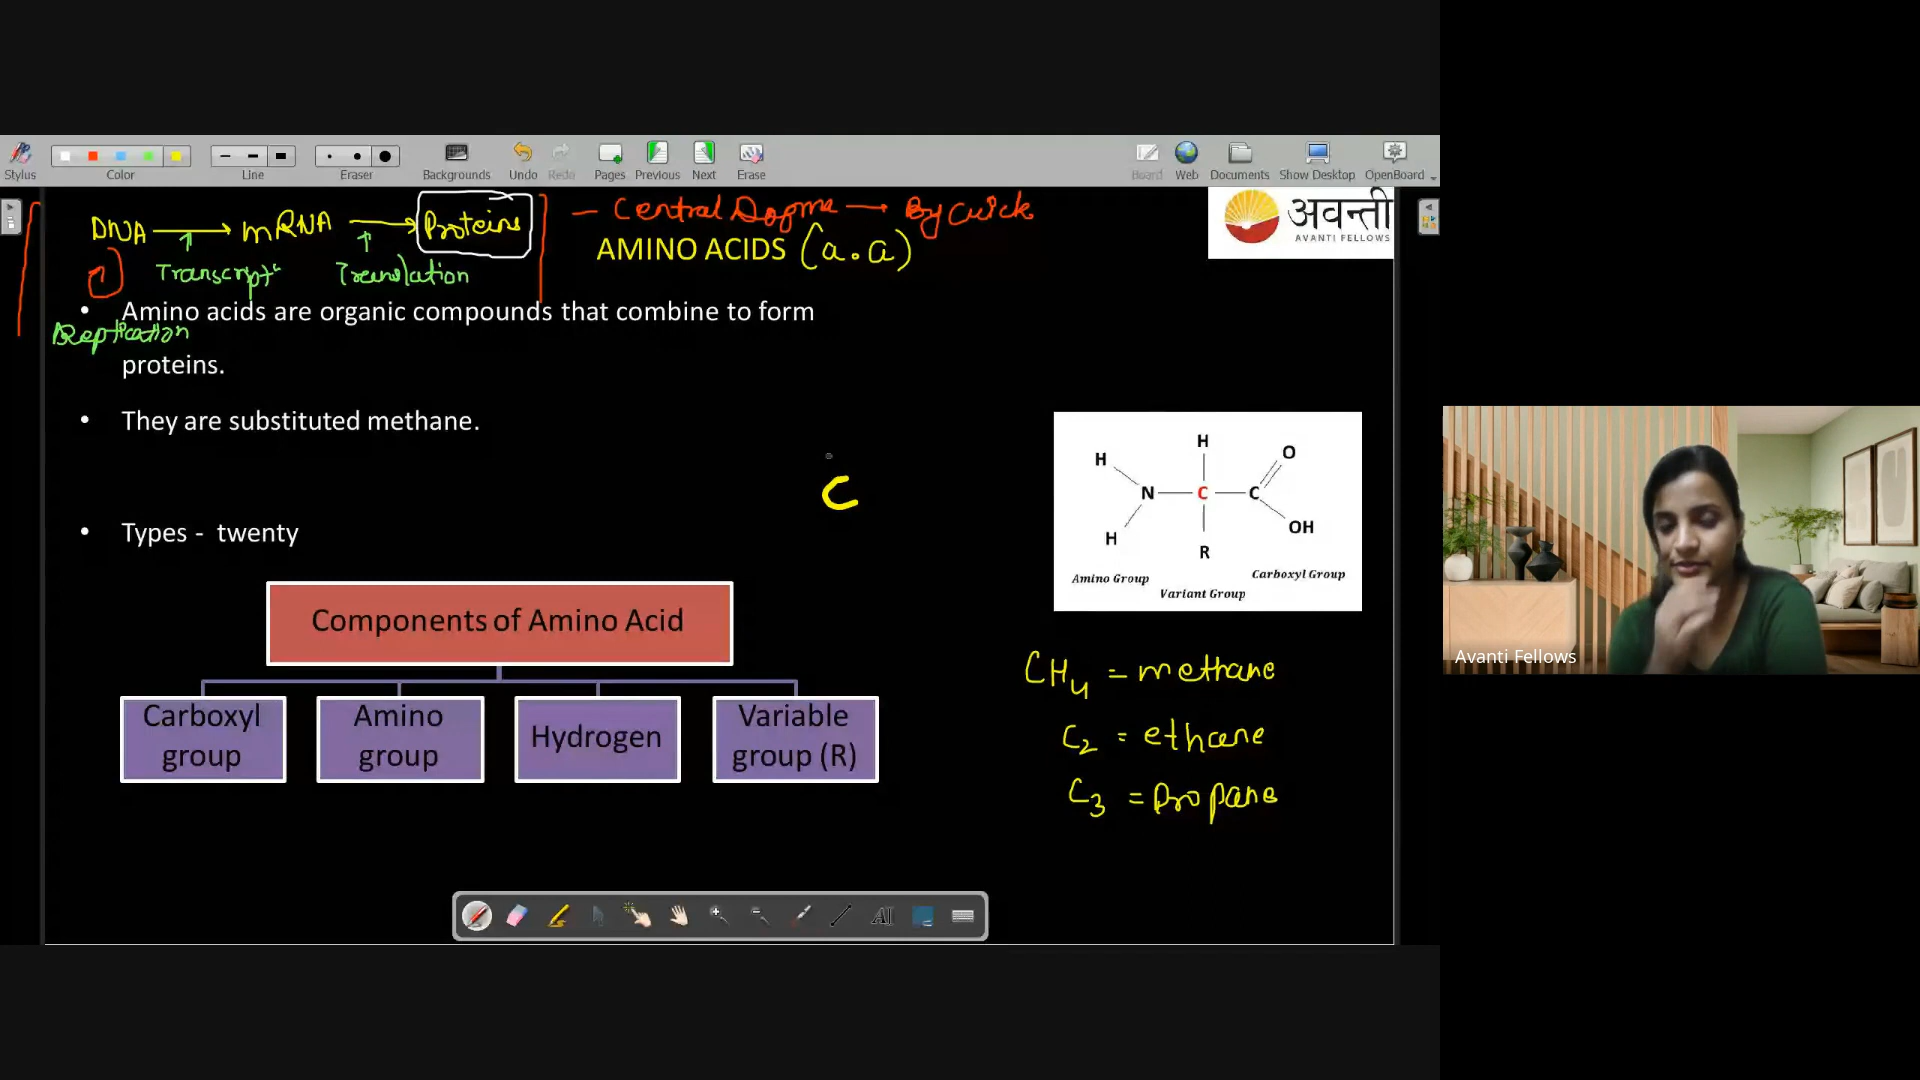 Stylus
Color
Line
Eraser
Backgrounds
Undo
Redo
Pages
Previous
Next
Erase
Board
Web
Documents
Show Desktop
OpenBoard
DNA → mRNA → Proteins
Transcript
Translation
Replication
- Central Dogma → By Crick
AMINO ACIDS (a.a)
अवन्ती
AVANTI FELLOWS
• Amino acids are organic compounds that combine to form
proteins.
• They are substituted methane.
C
• Types - twenty
Components of Amino Acid
Carboxyl
group
Amino
group
Hydrogen
Variable
group (R)
H
H
O
N
C
C
H
R
OH
Amino Group
Variant Group
Carboxyl Group
CH4 = methane
C2 = ethane
C3 = Propane
AI
Avanti Fellows